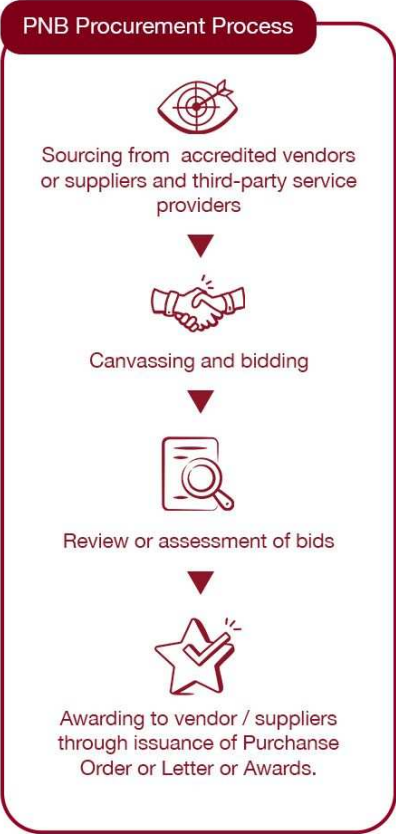 PNB Procurement Process
Sourcing from accredited vendors
or suppliers and third-party service
providers
Canvassing and bidding
Review or assessment of bids
Awarding to vendor / suppliers
through issuance of Purchanse
Order or Letter or Awards.